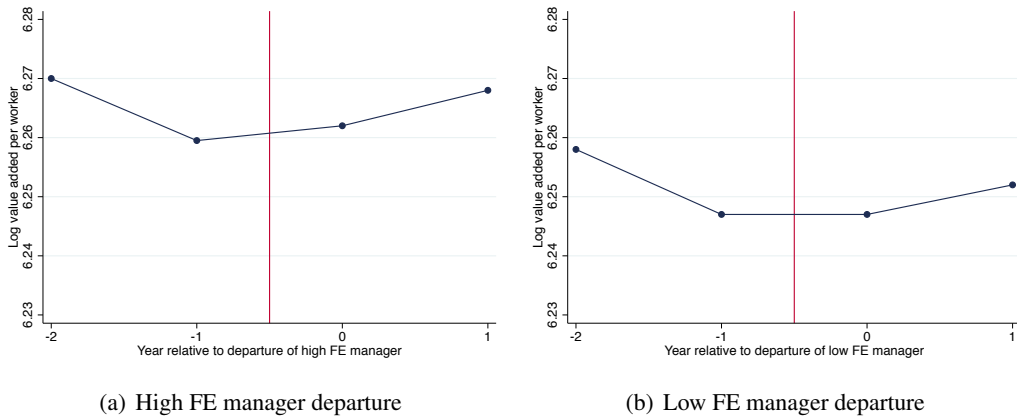 Log value added per worker
6.28
6.27
6.26
6.25
6.24
6.23
-2 -1 0 1
Year relative to departure of high FE manager
(a) High FE manager departure
Log value added per worker
6.28
6.27
6.26
6.25
6.24
6.23
-2 -1 0 1
Year relative to departure of low FE manager
(b) Low FE manager departure